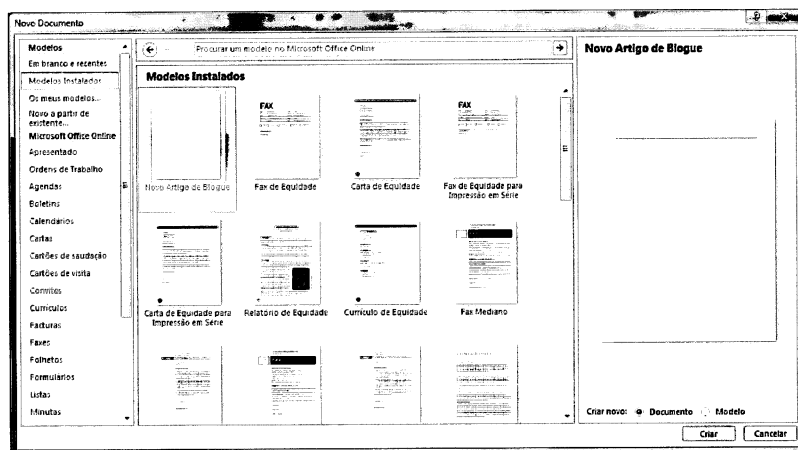 Novo Documento
Modelos
Em branco e recentes
Modelos Instalados
Os meus modelos...
Novo a partir de
existente...
Microsoft Office Online
Apresentado
Ordens de Trabalho
Agendas
Boletins
Calendários
Cartas
Cartões de saudação
Cartões de visita
Convites
Currículos
Facturas
Faxes
Folhetos
Formulários
Listas
Minutas
Procurar um modelo no Microsoft Office Online
Modelos Instalados
FAX
FAX
Novo Artigo de Blogue
Fax de Equidade
Carta de Equidade
Fax de Equidade para
Impressão em Série
Carta de Equidade para
Impressão em Série
Relatório de Equidade
Currículo de Equidade
Fax Mediano
Novo Artigo de Blogue
Criar novo: Documento Modelo
Criar Cancelar